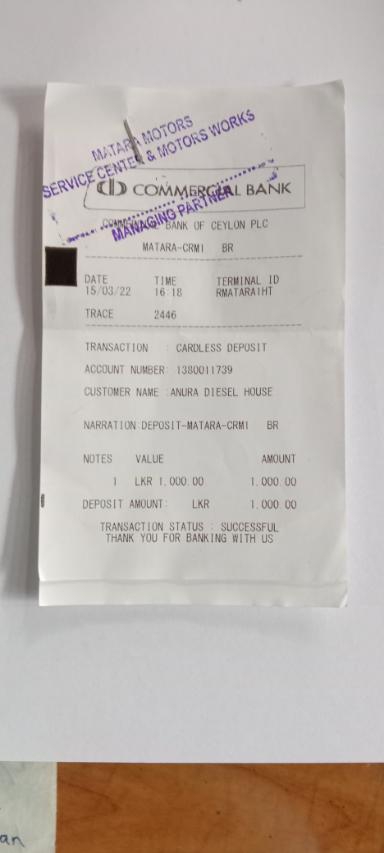 MATARA MOTORS
SERVICE CENTER & MOTORS WORKS
MANAGING PARTNER
COMMERCIAL BANK
COMMERCIAL BANK OF CEYLON PLC
MATARA-CRM1 BR
DATE TIME TERMINAL ID
15/03/22 16:18 RMATARAIHT
TRACE 2446
TRANSACTION : CARDLESS DEPOSIT
ACCOUNT NUMBER: 1380011739
CUSTOMER NAME :ANURA DIESEL HOUSE
NARRATION:DEPOSIT-MATARA-CRM1 BR
NOTES VALUE AMOUNT
1 LKR 1,000.00 1,000.00
DEPOSIT AMOUNT: LKR 1,000.00
TRANSACTION STATUS : SUCCESSFUL
THANK YOU FOR BANKING WITH US
an